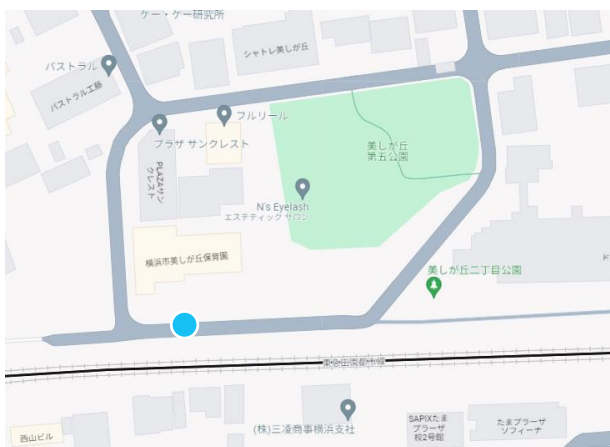 ケー・ケー研究所
シャトレ美しが丘
パストラル
パストラル工藤
フルリール
プラザ サンクレスト
PLAZAサン
クレスト
美しが丘
第五公園
N's Eyelash
エステティック サロン
横浜市美しが丘保育園
美しが丘二丁目公園
ド
東急田園都市線
(株)三凌商事横浜支社
西山ビル
SAPIXたま
プラーザ
校2号館
たまプラーザ
ソフィーナ